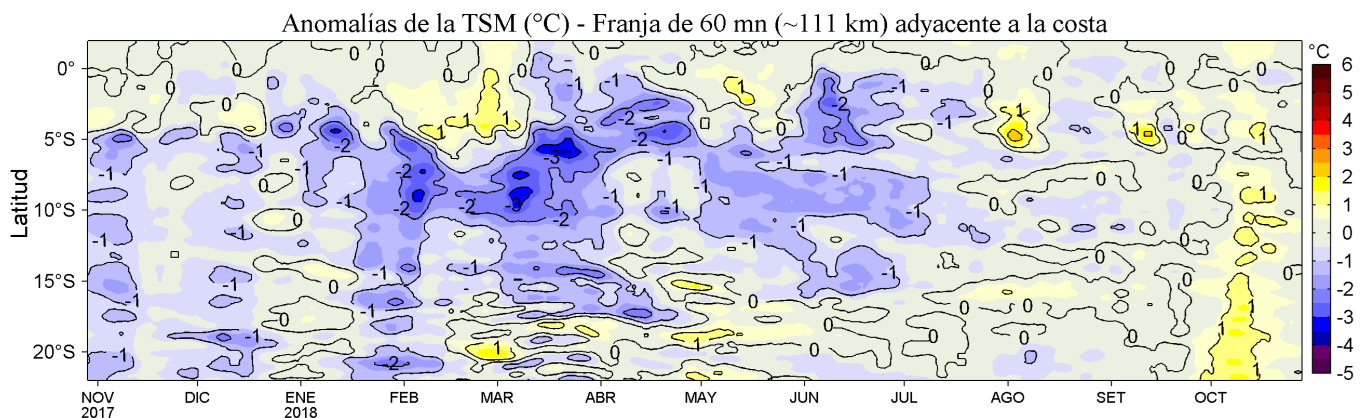 Anomalías de la TSM (°C) - Franja de 60 mn (~111 km) adyacente a la costa
°C
6
5
4
3
2
1
0
-1
-2
-3
-4
-5
Latitud
0°
5°S
10°S
15°S
20°S
NOV DIC ENE FEB MAR ABR MAY JUN JUL AGO SET OCT
2017 2018